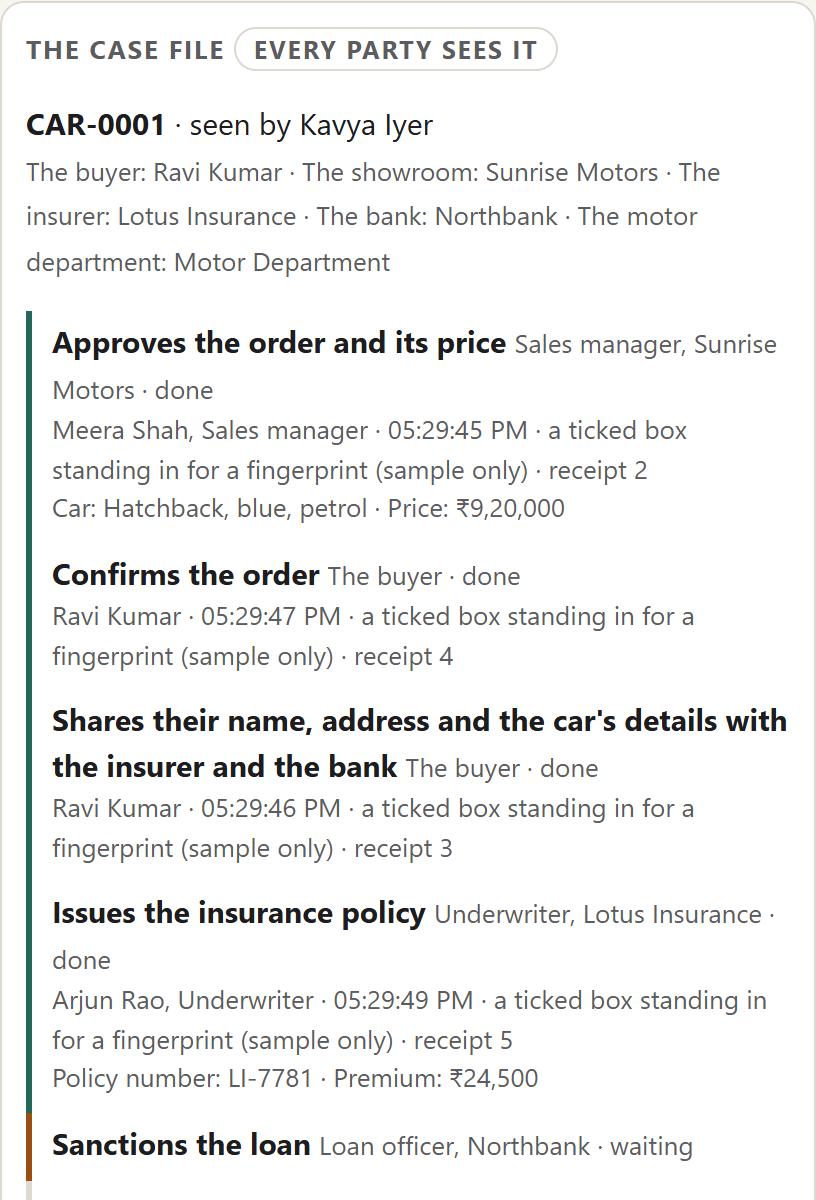 THE CASE FILE EVERY PARTY SEES IT
CAR-0001 · seen by Kavya Iyer
The buyer: Ravi Kumar · The showroom: Sunrise Motors · The
insurer: Lotus Insurance · The bank: Northbank · The motor
department: Motor Department
Approves the order and its price Sales manager, Sunrise
Motors · done
Meera Shah, Sales manager · 05:29:45 PM · a ticked box
standing in for a fingerprint (sample only) · receipt 2
Car: Hatchback, blue, petrol · Price: ₹9,20,000
Confirms the order The buyer · done
Ravi Kumar · 05:29:47 PM · a ticked box standing in for a
fingerprint (sample only) · receipt 4
Shares their name, address and the car's details with
the insurer and the bank The buyer · done
Ravi Kumar · 05:29:46 PM · a ticked box standing in for a
fingerprint (sample only) · receipt 3
Issues the insurance policy Underwriter, Lotus Insurance ·
done
Arjun Rao, Underwriter · 05:29:49 PM · a ticked box standing in
for a fingerprint (sample only) · receipt 5
Policy number: LI-7781 · Premium: ₹24,500
Sanctions the loan Loan officer, Northbank · waiting